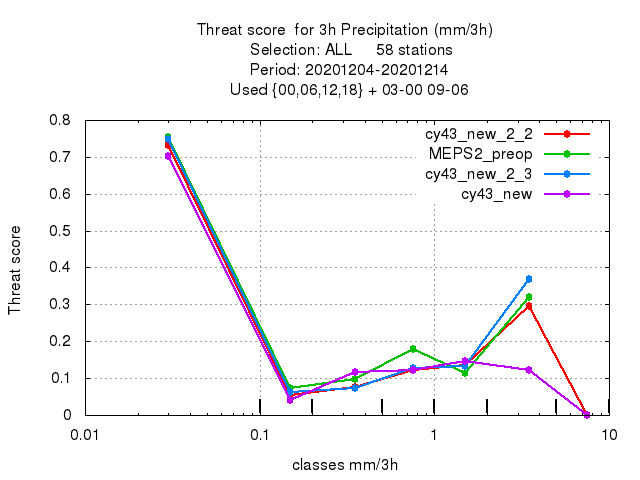 Threat score  for 3h Precipitation (mm/3h)
Selection: ALL     58 stations
Period: 20201204-20201214
Used {00,06,12,18} + 03-00 09-06
cy43_new_2_2
MEPS2_preop
cy43_new_2_3
cy43_new
Threat score
0.8
0.7
0.6
0.5
0.4
0.3
0.2
0.1
0
0.01
0.1
1
10
classes mm/3h